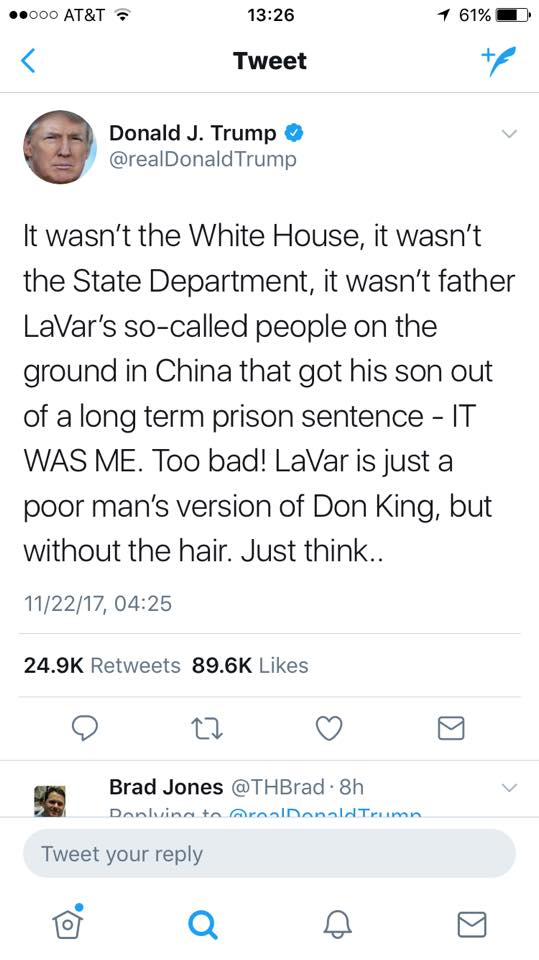 AT&T 13:26 61%
Tweet
Donald J. Trump
@realDonaldTrump
It wasn’t the White House, it wasn’t
the State Department, it wasn’t father
LaVar’s so-called people on the
ground in China that got his son out
of a long term prison sentence - IT
WAS ME. Too bad! LaVar is just a
poor man’s version of Don King, but
without the hair. Just think..
11/22/17, 04:25
24.9K Retweets 89.6K Likes
Brad Jones @THBrad · 8h
Replying to @realDonaldTrump
Tweet your reply